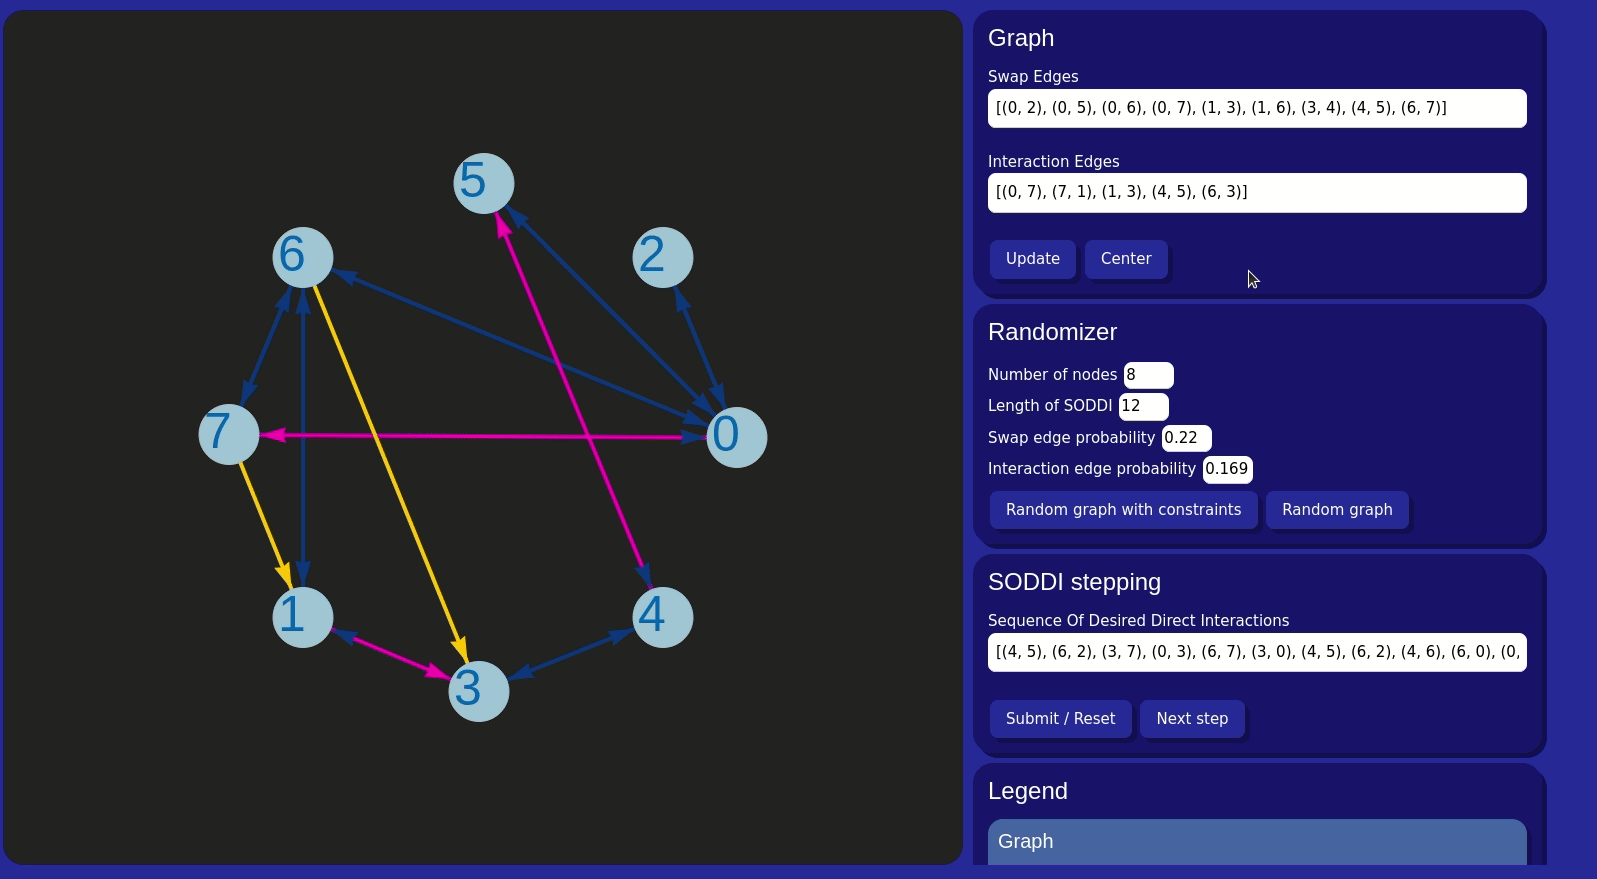 5
6
2
7
0
1
4
3
Graph
Swap Edges
[(0, 2), (0, 5), (0, 6), (0, 7), (1, 3), (1, 6), (3, 4), (4, 5), (6, 7)]
Interaction Edges
[(0, 7), (7, 1), (1, 3), (4, 5), (6, 3)]
Update Center
Randomizer
Number of nodes 8
Length of SODDI 12
Swap edge probability 0.22
Interaction edge probability 0.169
Random graph with constraints Random graph
SODDI stepping
Sequence Of Desired Direct Interactions
[(4, 5), (6, 2), (3, 7), (0, 3), (6, 7), (3, 0), (4, 5), (6, 2), (4, 6), (6, 0), (0,
Submit / Reset Next step
Legend
Graph